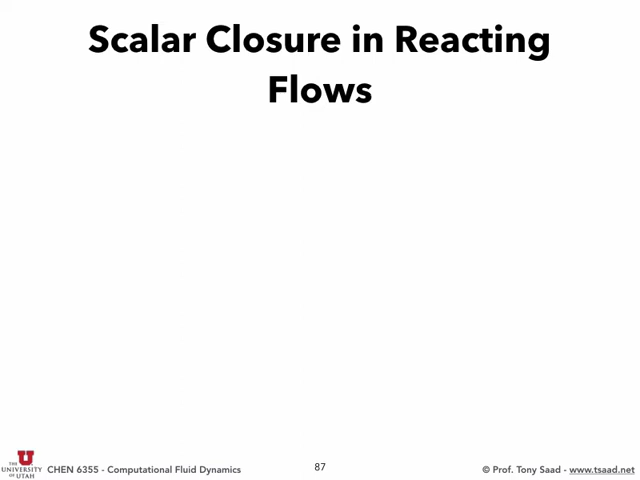 Scalar Closure in Reacting
Flows
THE
UNIVERSITY
OF UTAH
CHEN 6355 - Computational Fluid Dynamics
87
© Prof. Tony Saad - www.tsaad.net